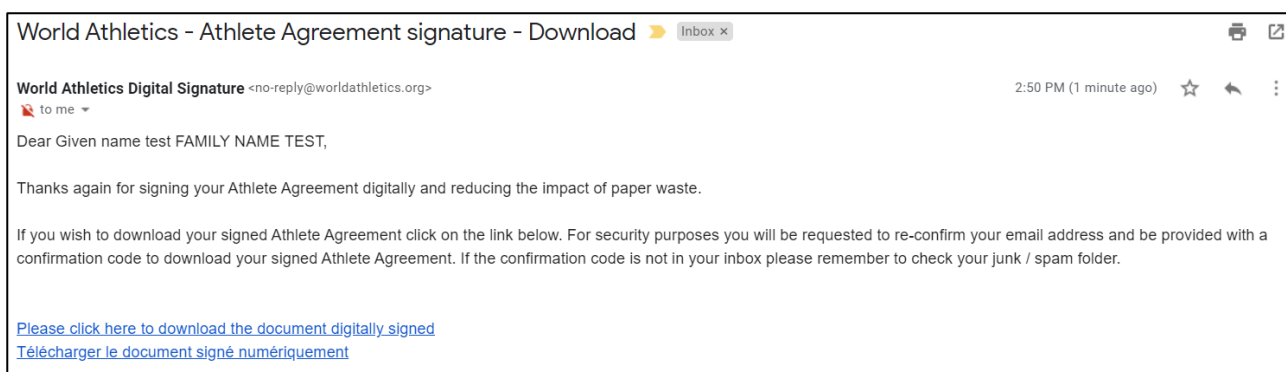 World Athletics - Athlete Agreement signature - Download Inbox ×
World Athletics Digital Signature <no-reply@worldathletics.org> 2:50 PM (1 minute ago)
to me
Dear Given name test FAMILY NAME TEST,
Thanks again for signing your Athlete Agreement digitally and reducing the impact of paper waste.
If you wish to download your signed Athlete Agreement click on the link below. For security purposes you will be requested to re-confirm your email address and be provided with a
confirmation code to download your signed Athlete Agreement. If the confirmation code is not in your inbox please remember to check your junk / spam folder.
Please click here to download the document digitally signed
Télécharger le document signé numériquement